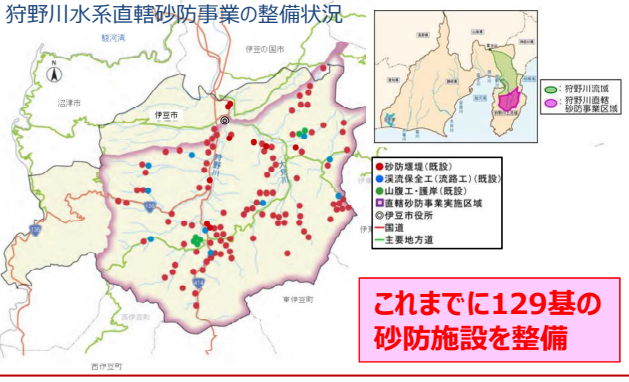 狩野川水系直轄砂防事業の整備状況
駿河湾
伊豆の国市
N
沼津市
伊豆市
狩野川
大見川
136
136
414
東伊豆町
西伊豆町
西伊豆町
:狩野川流域
:狩野川直轄
砂防事業区域
砂防堰堤(既設)
渓流保全工(流路工)(既設)
山腹工・護岸(既設)
直轄砂防事業実施区域
伊豆市役所
国道
主要地方道
これまでに129基の
砂防施設を整備